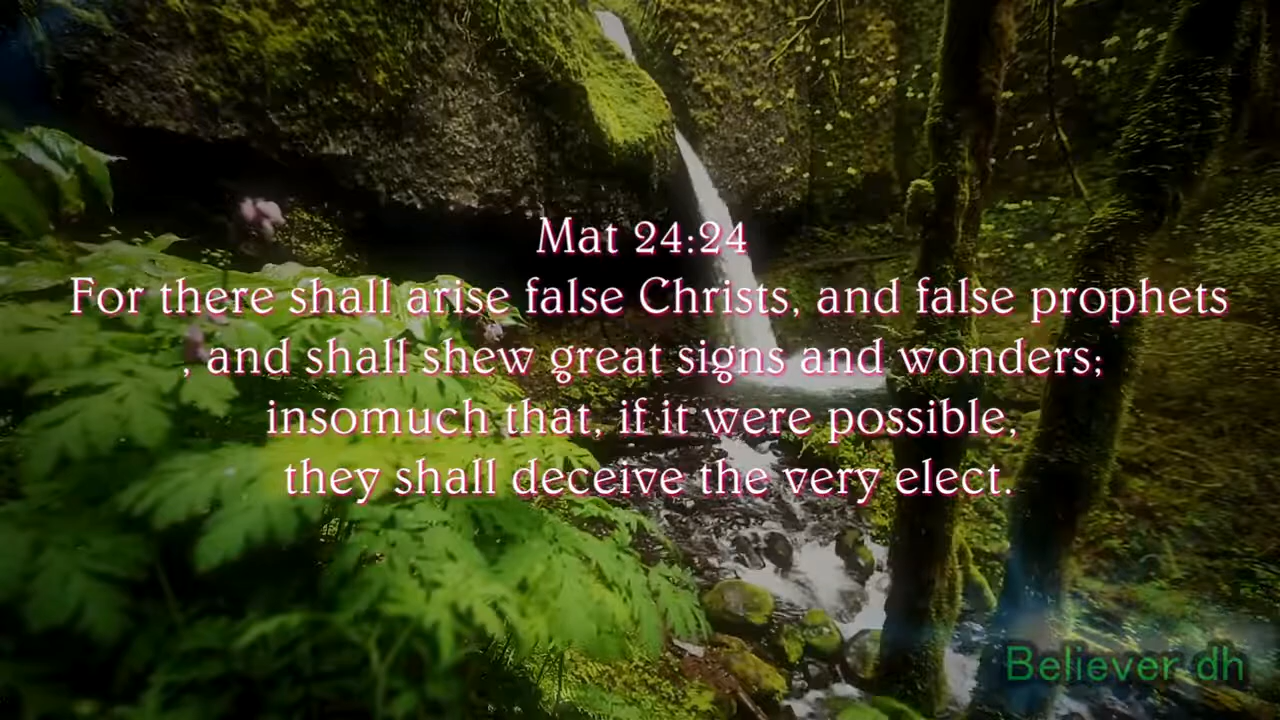 Mat 24:24
For there shall arise false Christs, and false prophets
, and shall shew great signs and wonders;
insomuch that, if it were possible,
they shall deceive the very elect.
Believer dh